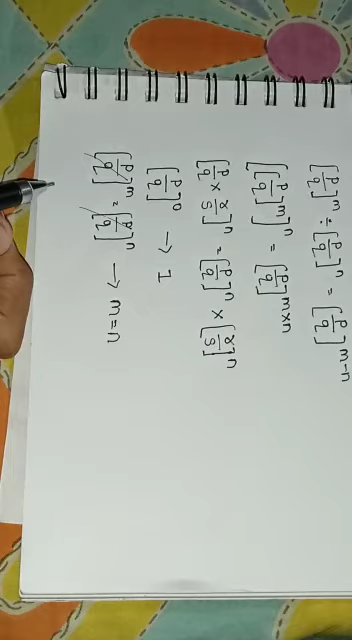 [p/q]^m ÷ [p/q]^n = [p/q]^m-n
[[p/q]^m]^n = [p/q]^m×n
[p/q × r/s]^n = [p/q]^n × [r/s]^n
[p/q]^0 → 1
[p/q]^m = [p/q]^n → m=n